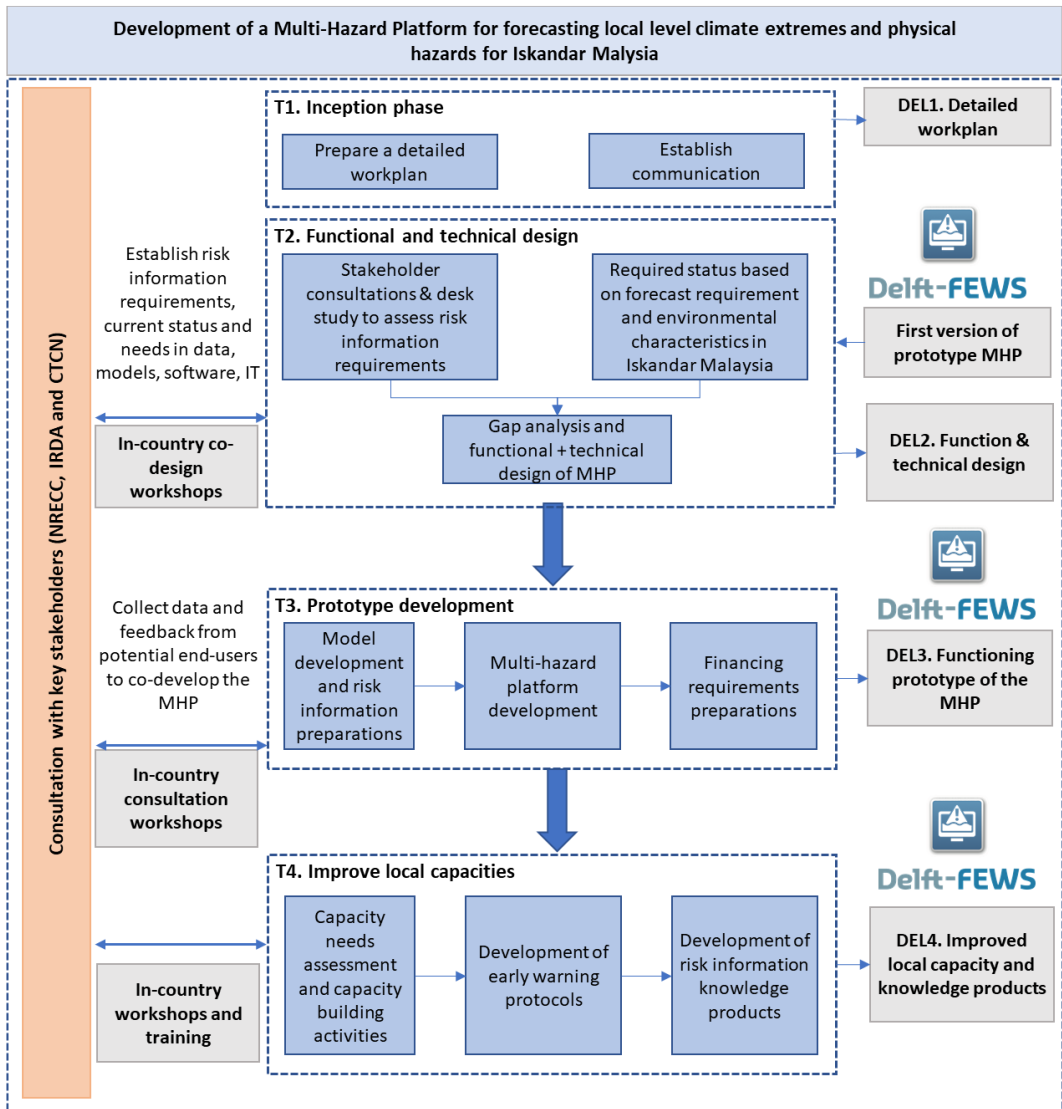 Development of a Multi-Hazard Platform for forecasting local level climate extremes and physical
hazards for Iskandar Malysia
Consultation with key stakeholders (NRECC, IRDA and CTCN)
T1. Inception phase
Prepare a detailed
workplan
Establish
communication
DEL1. Detailed
workplan
Establish risk
information
requirements,
current status and
needs in data,
models, software, IT
In-country co-
design
workshops
T2. Functional and technical design
Stakeholder
consultations & desk
study to assess risk
information
requirements
Required status based
on forecast requirement
and environmental
characteristics in
Iskandar Malaysia
Gap analysis and
functional + technical
design of MHP
Delft-FEWS
First version of
prototype MHP
DEL2. Function &
technical design
Collect data and
feedback from
potential end-users
to co-develop the
MHP
In-country
consultation
workshops
T3. Prototype development
Model
development
and risk
information
preparations
Multi-hazard
platform
development
Financing
requirements
preparations
Delft-FEWS
DEL3. Functioning
prototype of the
MHP
In-country
workshops and
training
T4. Improve local capacities
Capacity
needs
assessment
and capacity
building
activities
Development of
early warning
protocols
Development of
risk information
knowledge
products
Delft-FEWS
DEL4. Improved
local capacity and
knowledge products